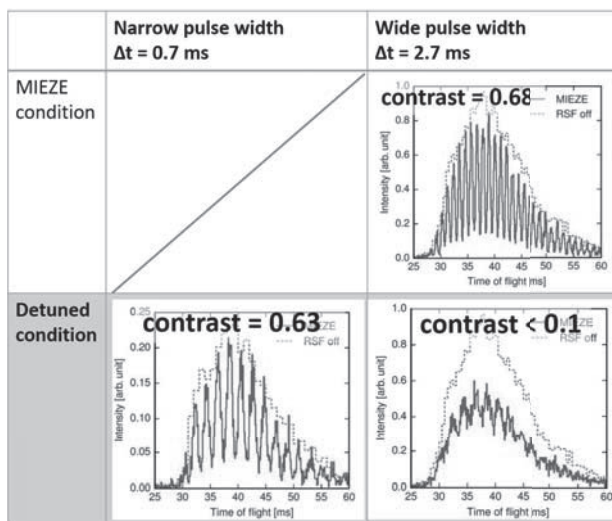 Narrow pulse width
Δt = 0.7 ms
Wide pulse width
Δt = 2.7 ms
MIEZE
condition
contrast = 0.68
MIEZE
RSF off
1.0
0.8
0.6
0.4
0.2
0.0
Intensity [arb. unit]
25 30 35 40 45 50 55 60
Time of flight [ms]
Detuned
condition
contrast = 0.63
MIEZE
RSF off
0.25
0.20
0.15
0.10
0.05
0.00
Intensity [arb. unit]
25 30 35 40 45 50 55 60
Time of flight [ms]
contrast < 0.1
MIEZE
RSF off
1.0
0.8
0.6
0.4
0.2
0.0
Intensity [arb. unit]
25 30 35 40 45 50 55 60
Time of flight [ms]